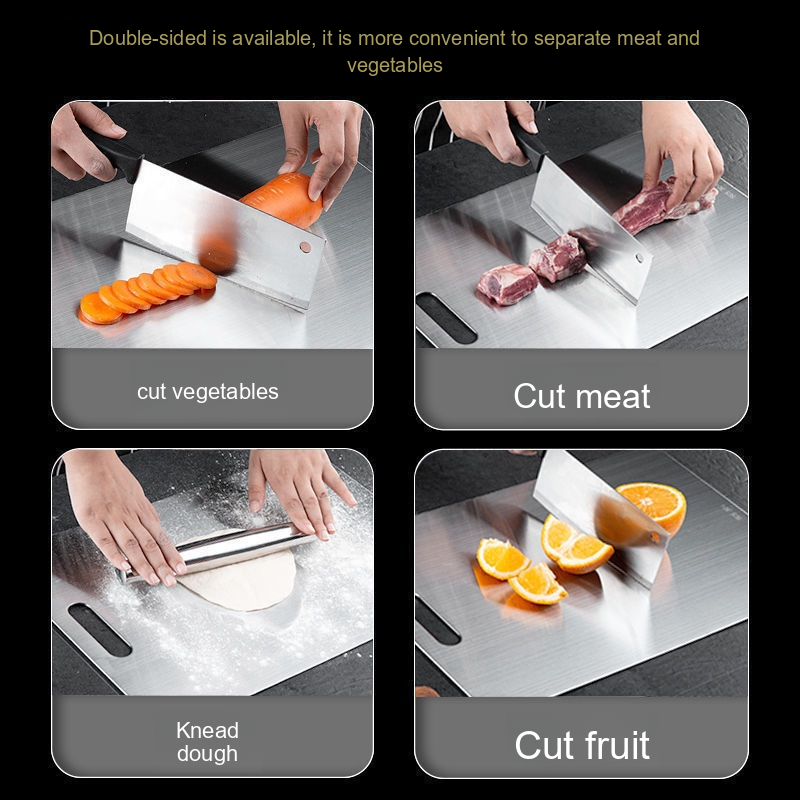 Double-sided is available, it is more convenient to separate meat and
vegetables
cut vegetables
Cut meat
Knead
dough
Cut fruit